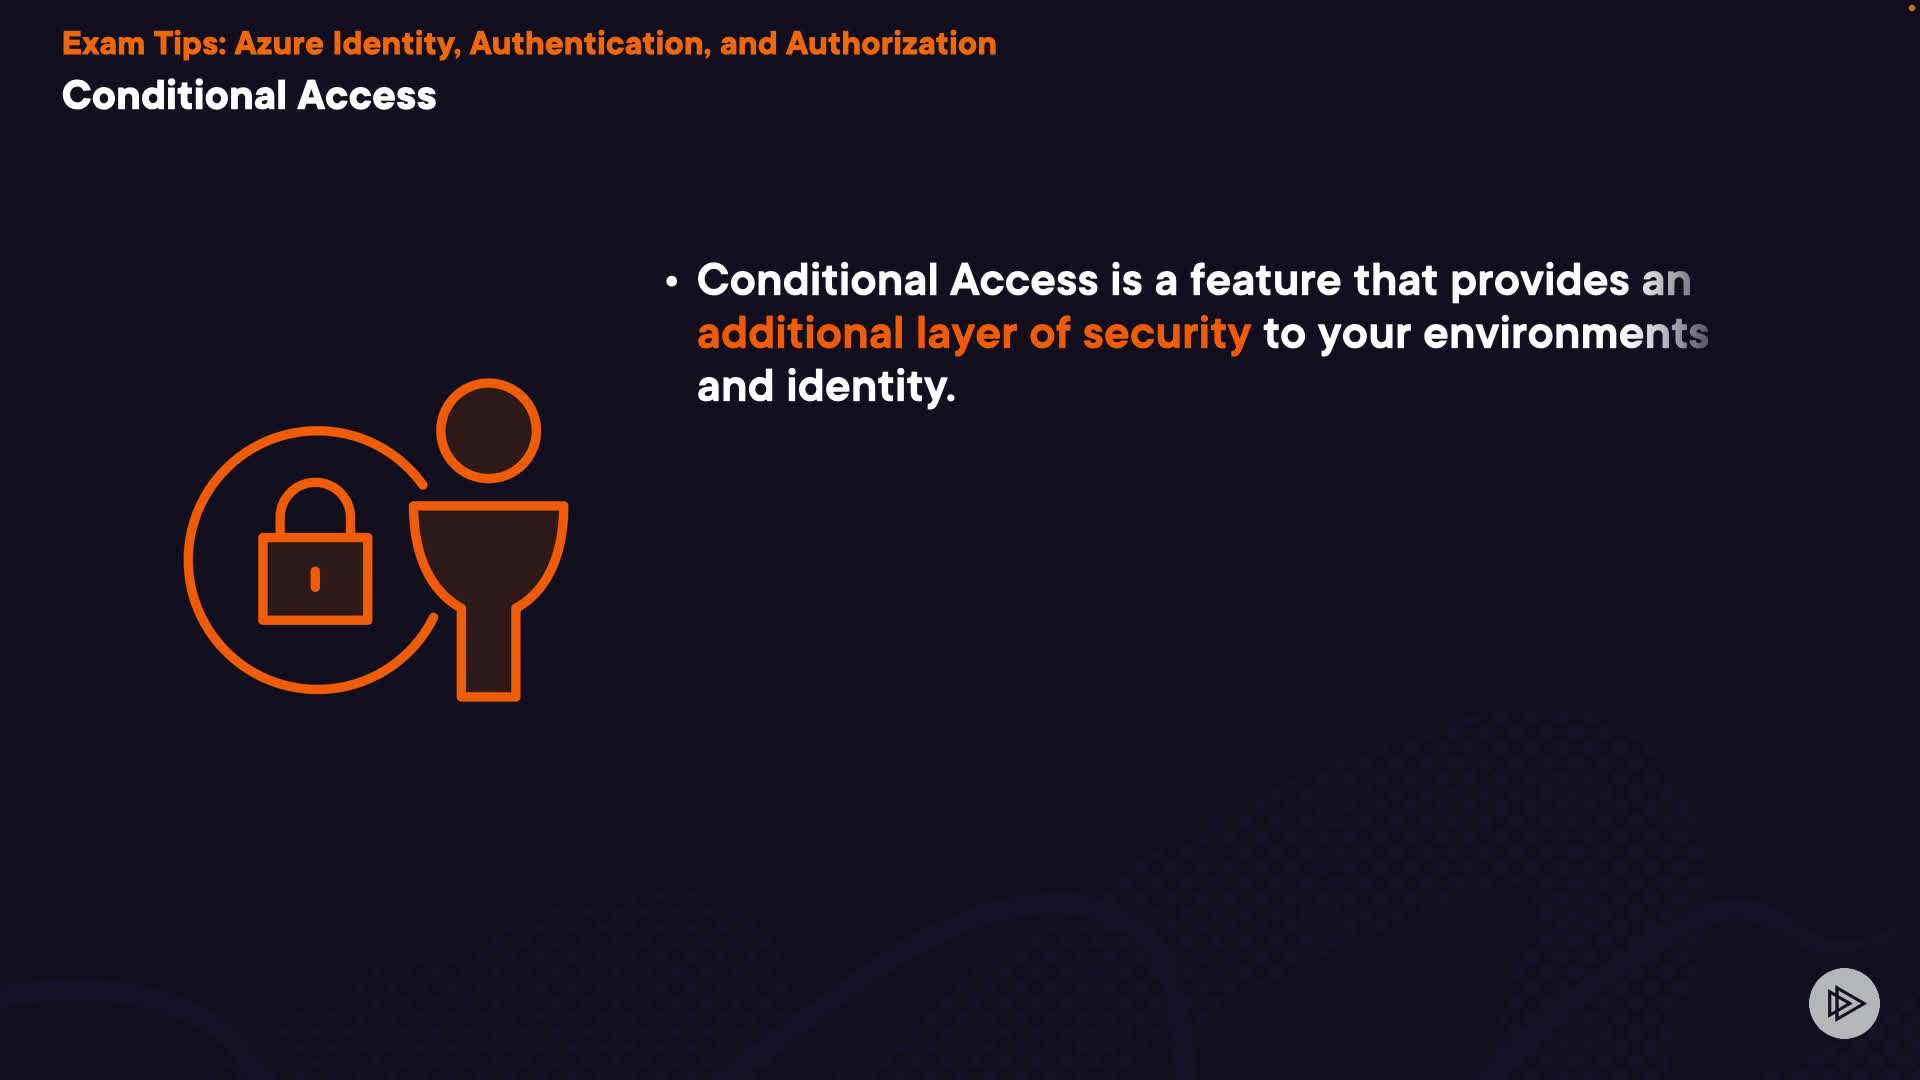 Exam Tips: Azure Identity, Authentication, and Authorization
Conditional Access
• Conditional Access is a feature that provides an
additional layer of security to your environments
and identity.